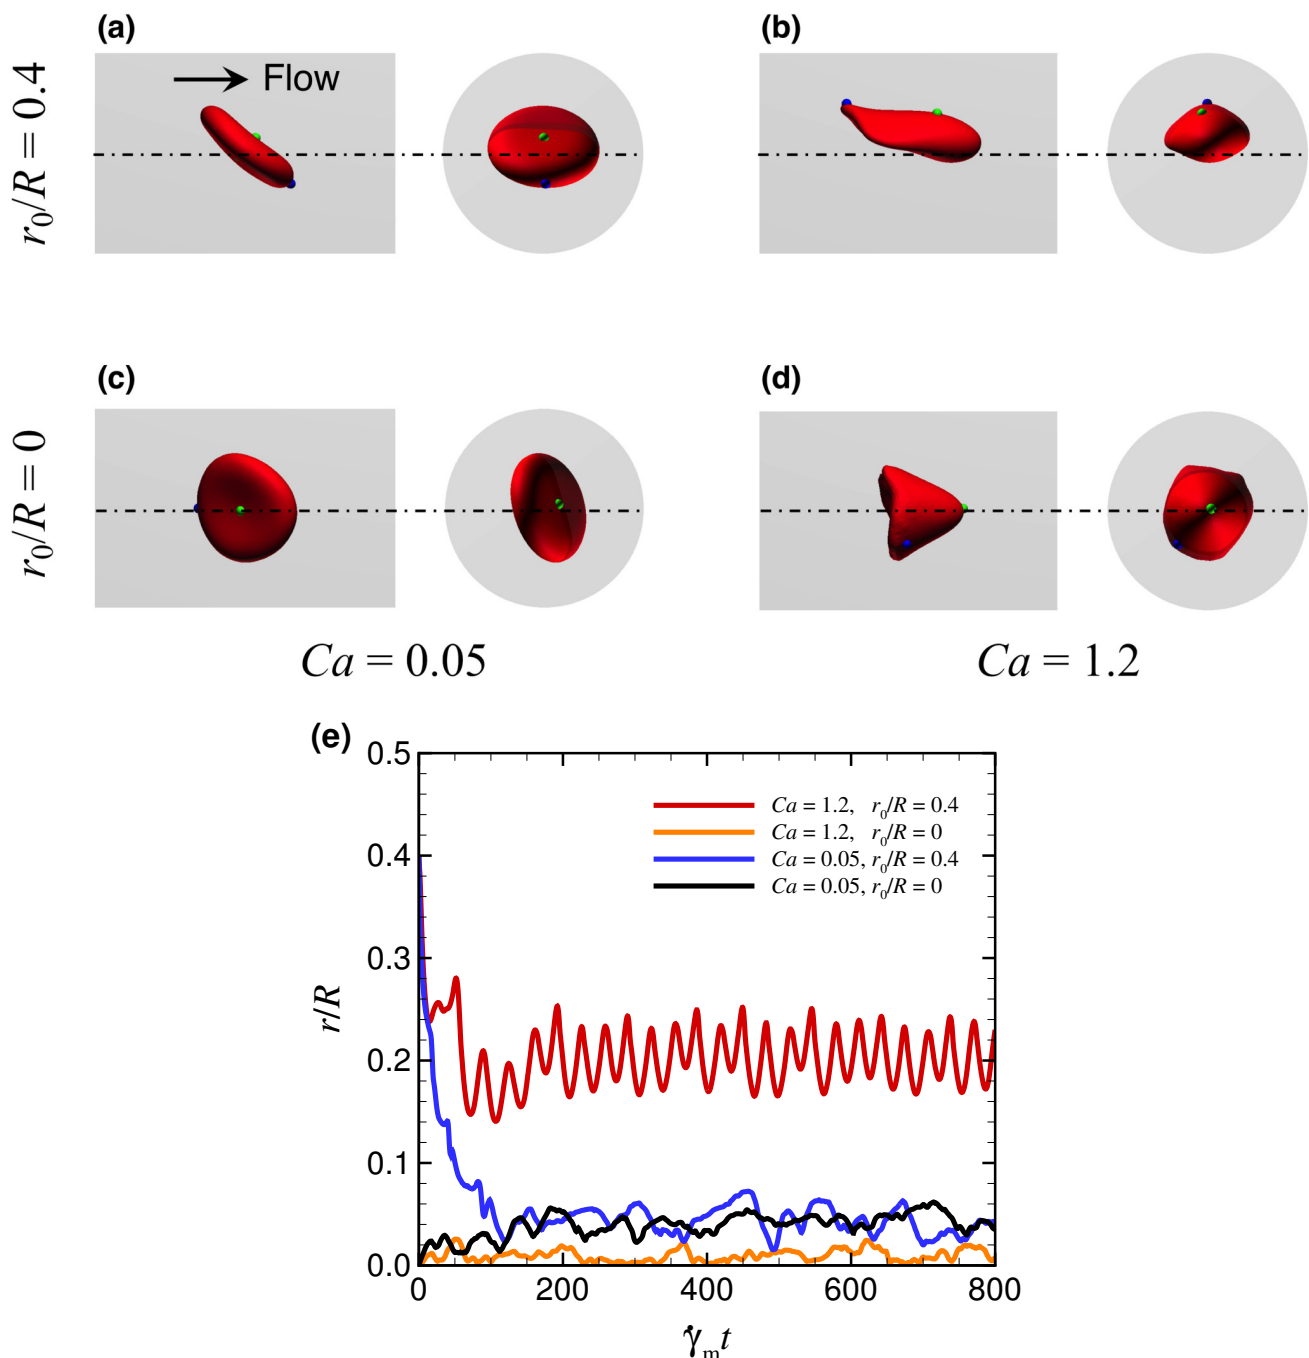 (a)
(b)
r₀/R = 0.4
Flow
(c)
(d)
r₀/R = 0
Ca = 0.05
Ca = 1.2
(e)
0.5
0.4
0.3
0.2
0.1
0.0
r/R
Ca = 1.2, r₀/R = 0.4
Ca = 1.2, r₀/R = 0
Ca = 0.05, r₀/R = 0.4
Ca = 0.05, r₀/R = 0
0 200 400 600 800
γ̇ₘt